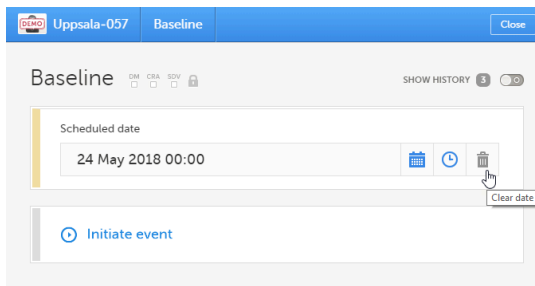 DEMO Uppsala-057 Baseline Close
Baseline DM CRA SDV SHOW HISTORY 3
Scheduled date
24 May 2018 00:00
Clear date
Initiate event